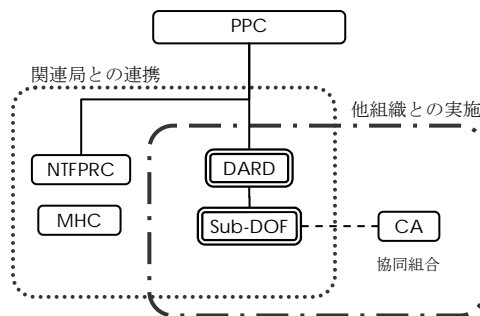 PPC
関連局との連携
他組織との実施
NTFPRC
DARD
MHC
Sub-DOF
CA
協同組合